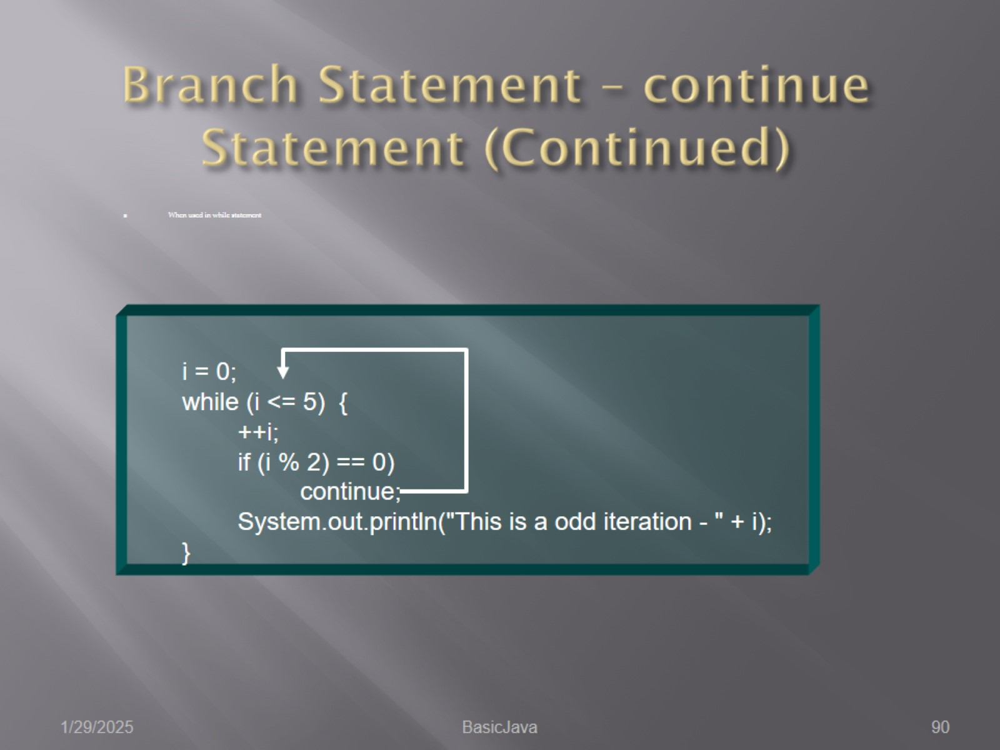 Branch Statement – continue
Statement (Continued)
When used in while statement
i = 0;
while (i <= 5)  {
++i;
if (i % 2) == 0)
continue;
System.out.println("This is a odd iteration - " + i);
}
1/29/2025
BasicJava
90